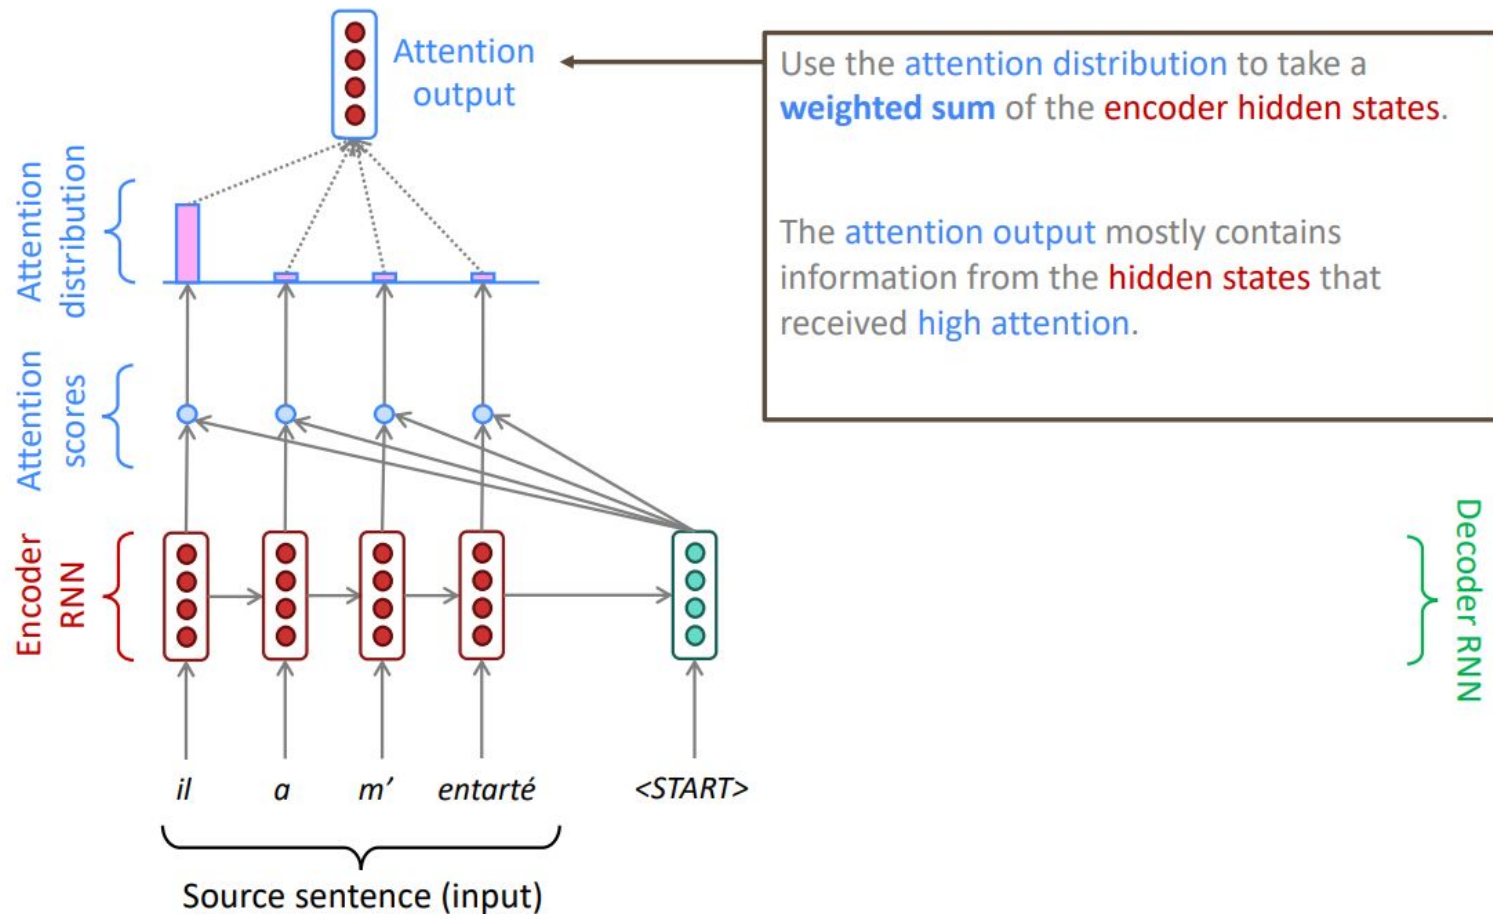 Attention
output
Use the attention distribution to take a
weighted sum of the encoder hidden states.
The attention output mostly contains
information from the hidden states that
received high attention.
Attention
distribution
Attention
scores
Encoder
RNN
Decoder RNN
il a m’ entarté <START>
Source sentence (input)